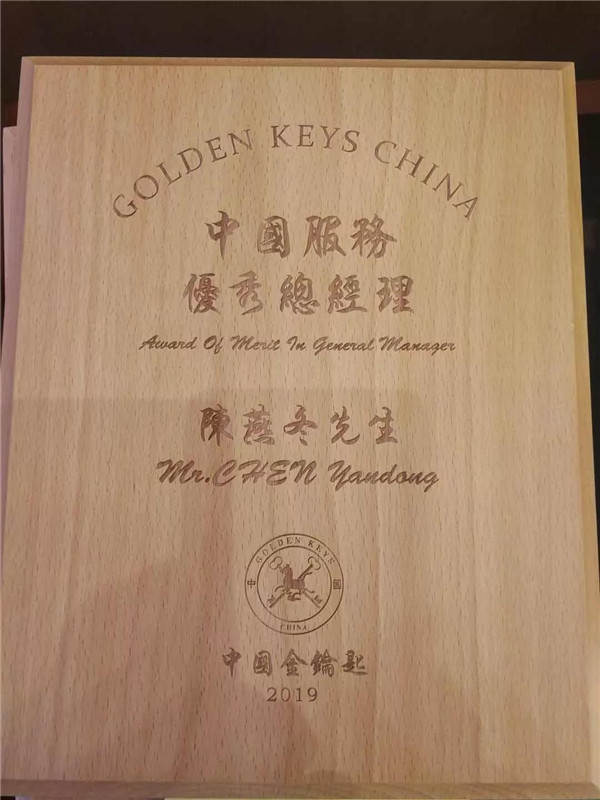 GOLDEN KEYS CHINA
中國服務
優秀總經理
Award Of Merit In General Manager
陳燕冬先生
Mr.CHEN Yandong
GOLDEN KEYS
中 國
CHINA
中国金鑰匙
2019